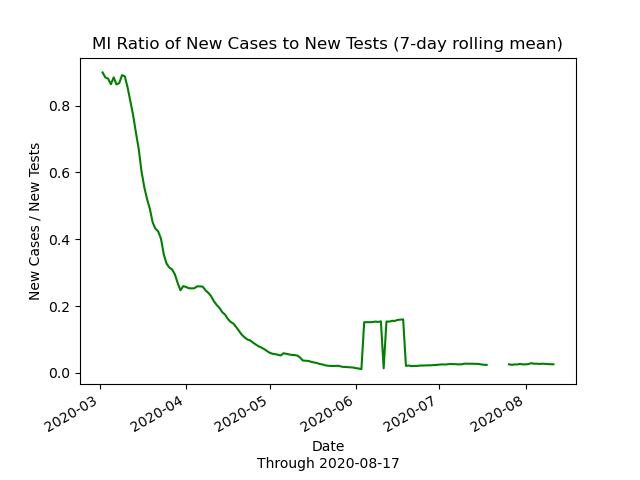 MI Ratio of New Cases to New Tests (7-day rolling mean)
New Cases / New Tests
0.8
0.6
0.4
0.2
0.0
2020-03
2020-04
2020-05
2020-06
2020-07
2020-08
Date
Through 2020-08-17